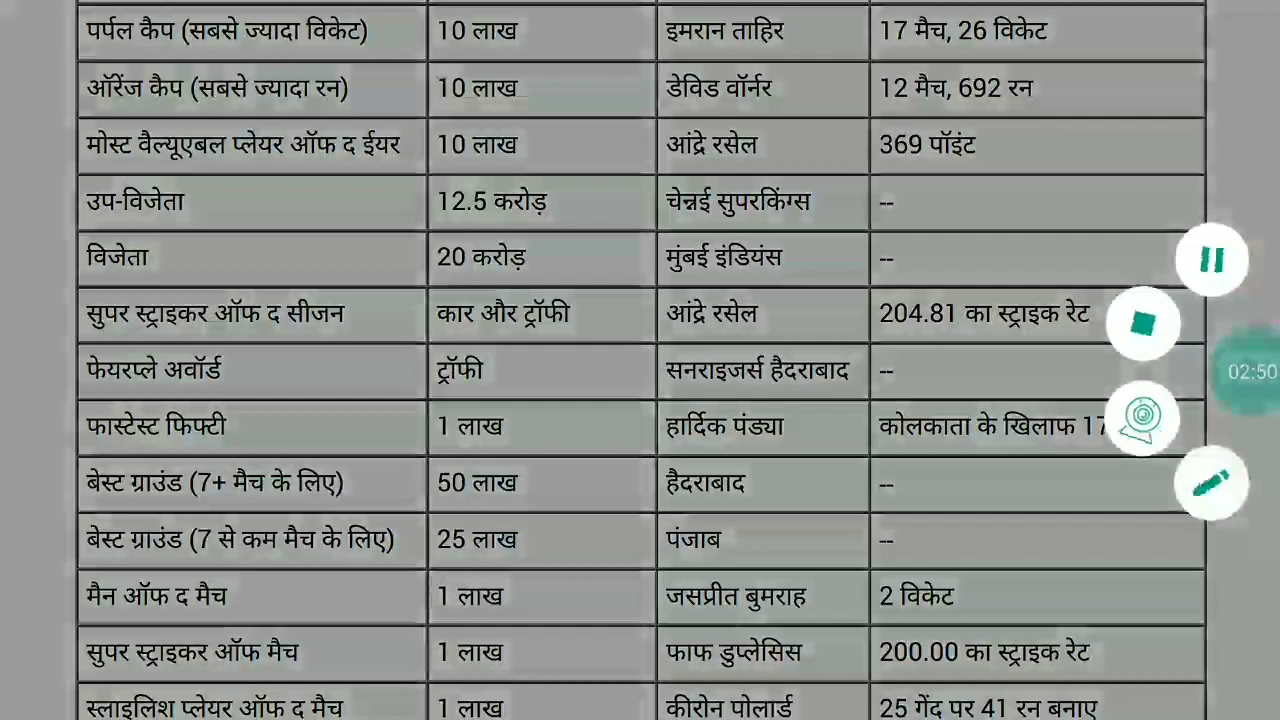 पर्पल कैप (सबसे ज्यादा विकेट) 10 लाख इमरान ताहिर 17 मैच, 26 विकेट
ऑरेंज कैप (सबसे ज्यादा रन) 10 लाख डेविड वॉर्नर 12 मैच, 692 रन
मोस्ट वैल्यूएबल प्लेयर ऑफ द ईयर 10 लाख आंद्रे रसेल 369 पॉइंट
उप-विजेता 12.5 करोड़ चेन्नई सुपरकिंग्स --
विजेता 20 करोड़ मुंबई इंडियंस --
सुपर स्ट्राइकर ऑफ द सीजन कार और ट्रॉफी आंद्रे रसेल 204.81 का स्ट्राइक रेट
फेयरप्ले अवॉर्ड ट्रॉफी सनराइजर्स हैदराबाद --
02:50
फास्टेस्ट फिफ्टी 1 लाख हार्दिक पंड्या कोलकाता के खिलाफ 17
बेस्ट ग्राउंड (7+ मैच के लिए) 50 लाख हैदराबाद --
बेस्ट ग्राउंड (7 से कम मैच के लिए) 25 लाख पंजाब --
मैन ऑफ द मैच 1 लाख जसप्रीत बुमराह 2 विकेट
सुपर स्ट्राइकर ऑफ मैच 1 लाख फाफ डुप्लेसिस 200.00 का स्ट्राइक रेट
स्लाइलिश प्लेयर ऑफ द मैच 1 लाख कीरोन पोलार्ड 25 गेंद पर 41 रन बनाए